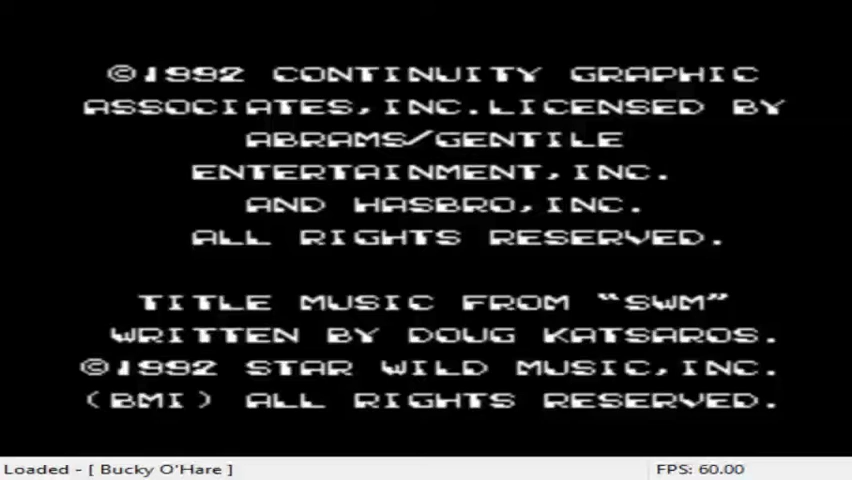 ©1992 CONTINUITY GRAPHIC
ASSOCIATES,INC.LICENSED BY
ABRAMS/GENTILE
ENTERTAINMENT,INC.
AND HASBRO,INC.
ALL RIGHTS RESERVED.
TITLE MUSIC FROM “SWM”
WRITTEN BY DOUG KATSAROS.
©1992 STAR WILD MUSIC,INC.
(BMI) ALL RIGHTS RESERVED.
Loaded - [ Bucky O'Hare ]
FPS: 60.00